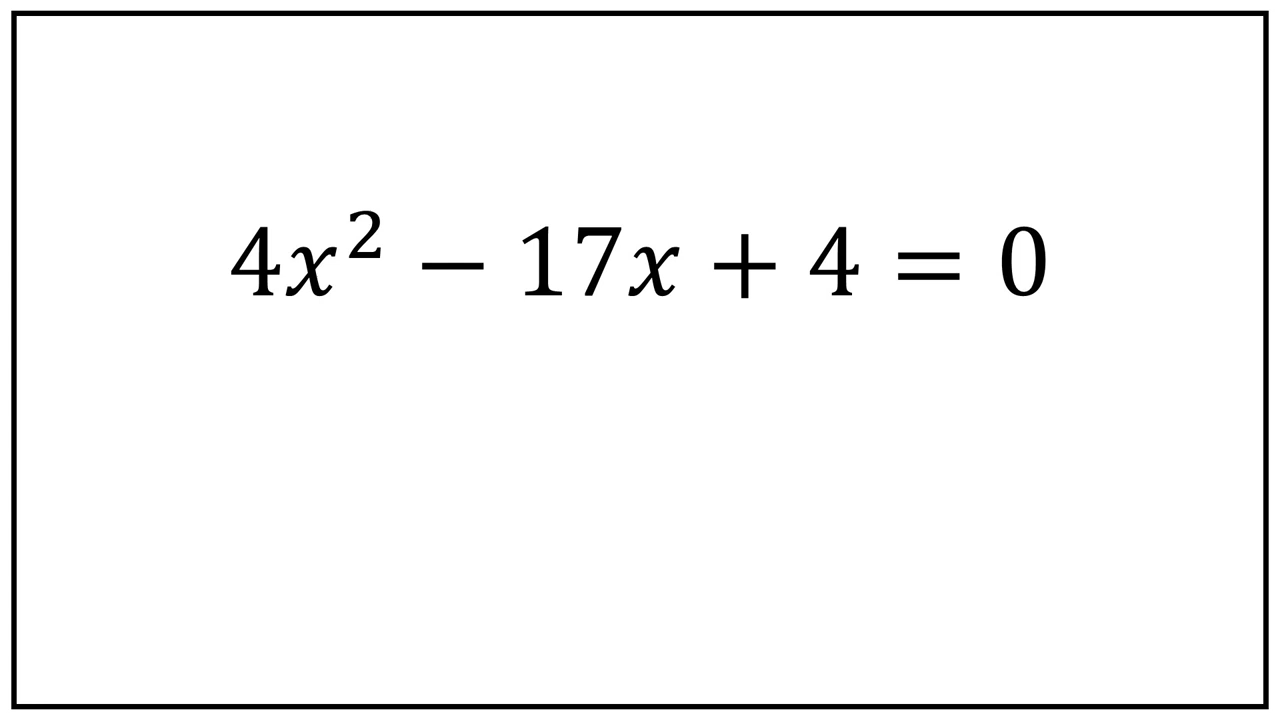 4x² − 17x + 4 = 0